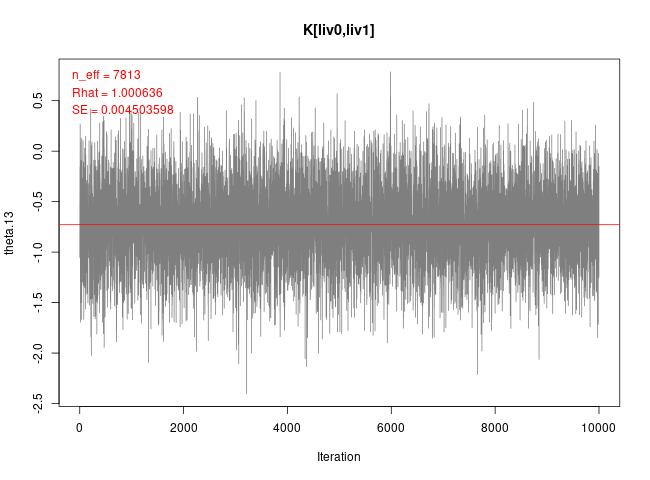 K[liv0,liv1]
n_eff = 7813
Rhat = 1.000636
SE = 0.004503598
0.5
0.0
-0.5
-1.0
-1.5
-2.0
-2.5
theta.13
0 2000 4000 6000 8000 10000
Iteration